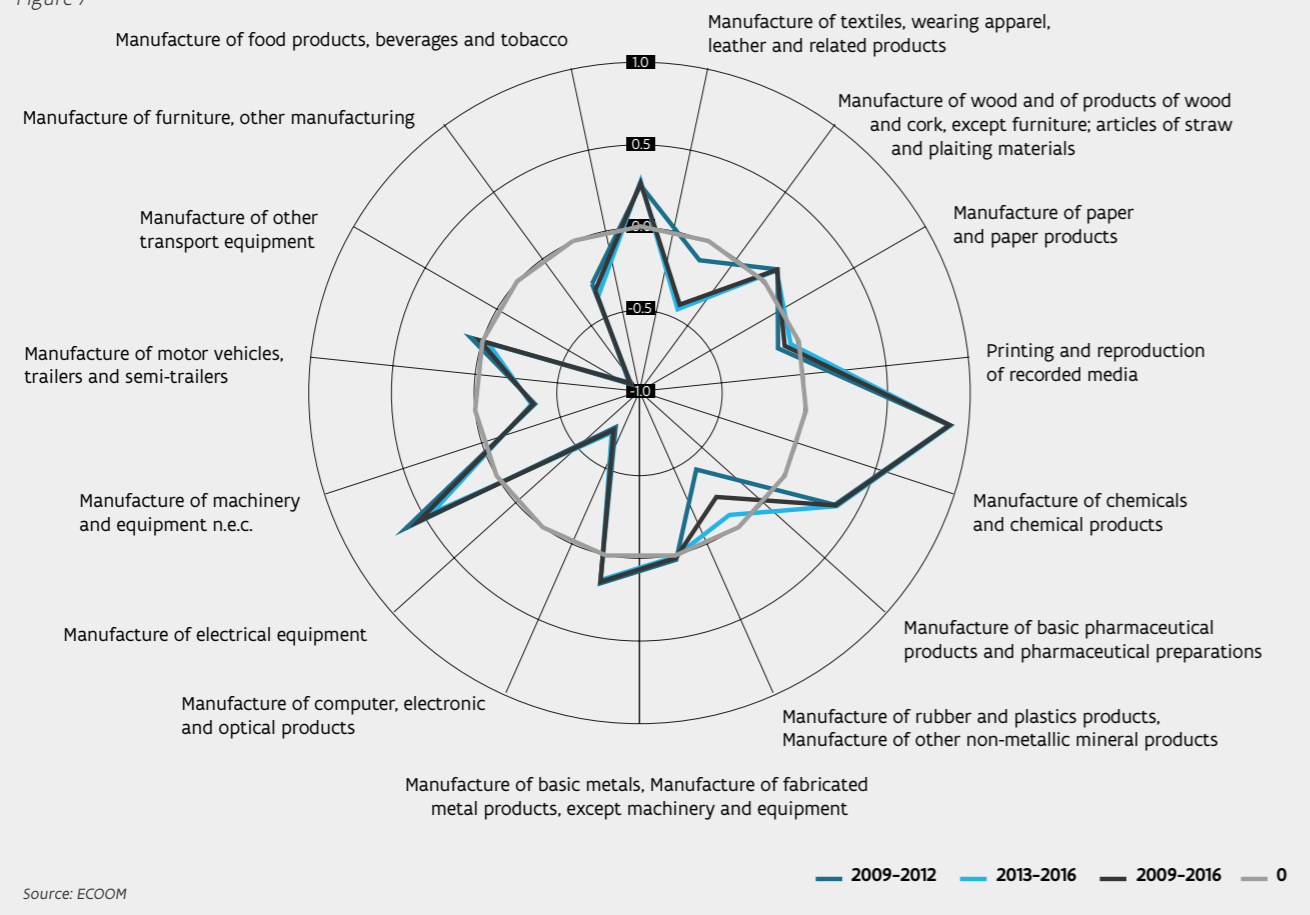 Figure 7
Manufacture of food products, beverages and tobacco
Manufacture of textiles, wearing apparel,
leather and related products
Manufacture of furniture, other manufacturing
Manufacture of wood and of products of wood
and cork, except furniture; articles of straw
and plaiting materials
Manufacture of other
transport equipment
Manufacture of paper
and paper products
Manufacture of motor vehicles,
trailers and semi-trailers
Printing and reproduction
of recorded media
Manufacture of machinery
and equipment n.e.c.
Manufacture of chemicals
and chemical products
Manufacture of electrical equipment
Manufacture of basic pharmaceutical
products and pharmaceutical preparations
Manufacture of computer, electronic
and optical products
Manufacture of rubber and plastics products,
Manufacture of other non-metallic mineral products
Manufacture of basic metals, Manufacture of fabricated
metal products, except machinery and equipment
1.0
0.5
0.0
-0.5
-1.0
2009–2012 2013–2016 2009–2016 0
Source: ECOOM